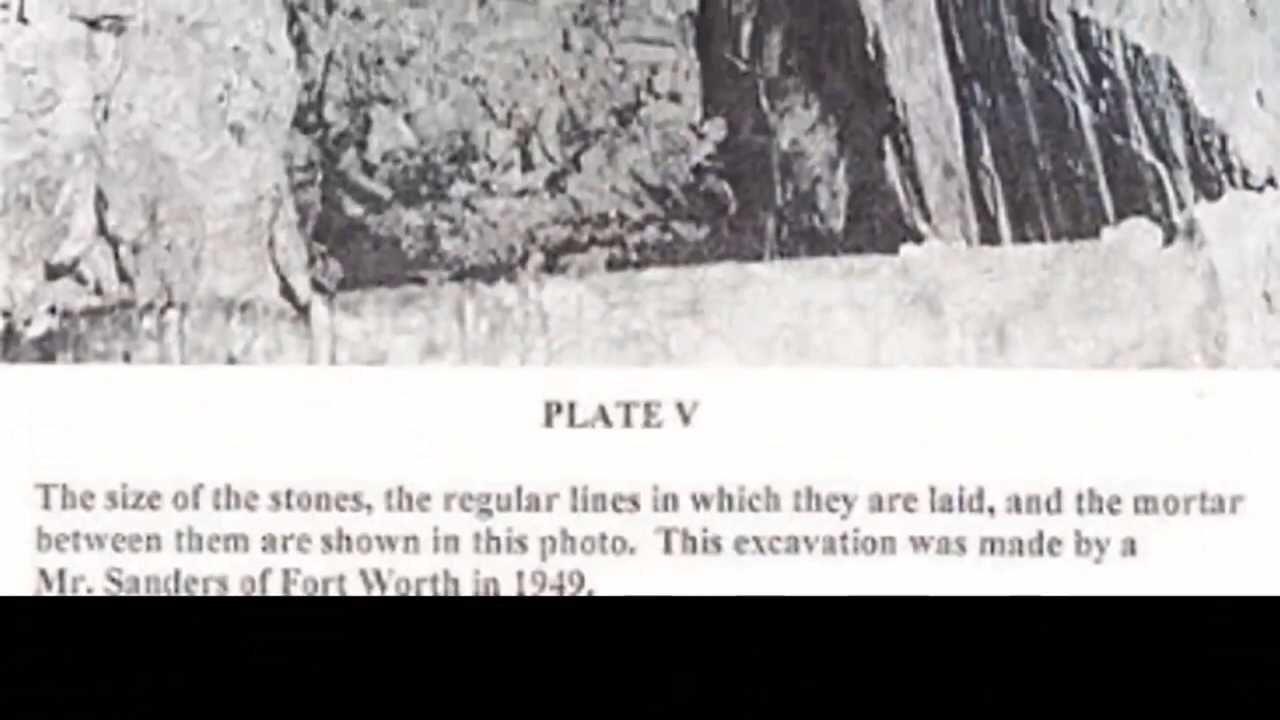 PLATE V
The size of the stones, the regular lines in which they are laid, and the mortar
between them are shown in this photo. This excavation was made by a
Mr. Sanders of Fort Worth in 1949.